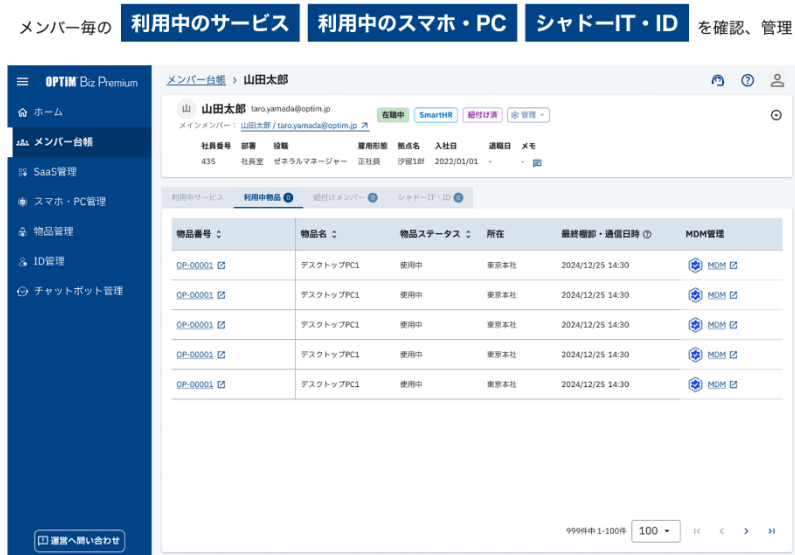 メンバー毎の 利用中のサービス 利用中のスマホ・PC シャドーIT・ID を確認、管理
OPTiM Biz Premium
ホーム
メンバー台帳
SaaS管理
スマホ・PC管理
物品管理
ID管理
チャットボット管理
運営へ問い合わせ
メンバー台帳 > 山田太郎
山 山田太郎 taro.yamada@optim.jp 在職中 SmartHR 紐付け済 管理
メインメンバー： 山田太郎 / taro.yamada@optim.jp
社員番号 部署 役職 雇用形態 拠点名 入社日 退職日 メモ
435 社長室 ゼネラルマネージャー 正社員 汐留18f 2022/01/01 - -
利用中サービス 利用中物品 0 紐付けメンバー 0 シャドーIT・ID 0
物品番号 物品名 物品ステータス 所在 最終棚卸・通信日時 MDM管理
OP-00001 デスクトップPC1 使用中 東京本社 2024/12/25 14:30 MDM
OP-00001 デスクトップPC1 使用中 東京本社 2024/12/25 14:30 MDM
OP-00001 デスクトップPC1 使用中 東京本社 2024/12/25 14:30 MDM
OP-00001 デスクトップPC1 使用中 東京本社 2024/12/25 14:30 MDM
OP-00001 デスクトップPC1 使用中 東京本社 2024/12/25 14:30 MDM
999件中 1-100件 100